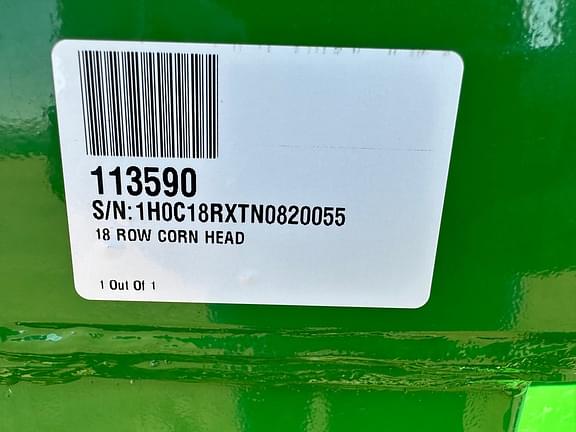 113590
S/N:1H0C18RXTN0820055
18 ROW CORN HEAD
1 Out Of 1